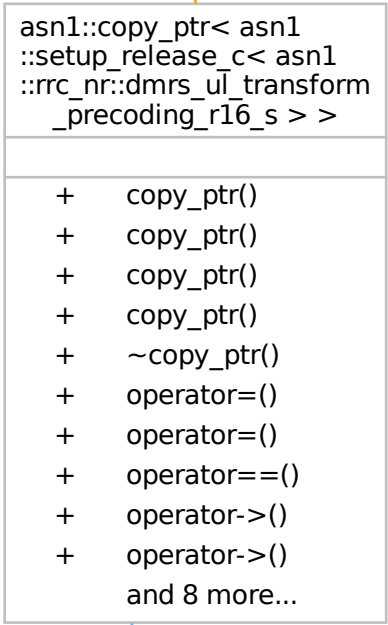 asn1::copy_ptr< asn1
::setup_release_c< asn1
::rrc_nr::dmrs_ul_transform
_precoding_r16_s > >
+ copy_ptr()
+ copy_ptr()
+ copy_ptr()
+ copy_ptr()
+ ~copy_ptr()
+ operator=()
+ operator=()
+ operator==()
+ operator->()
+ operator->()
and 8 more...